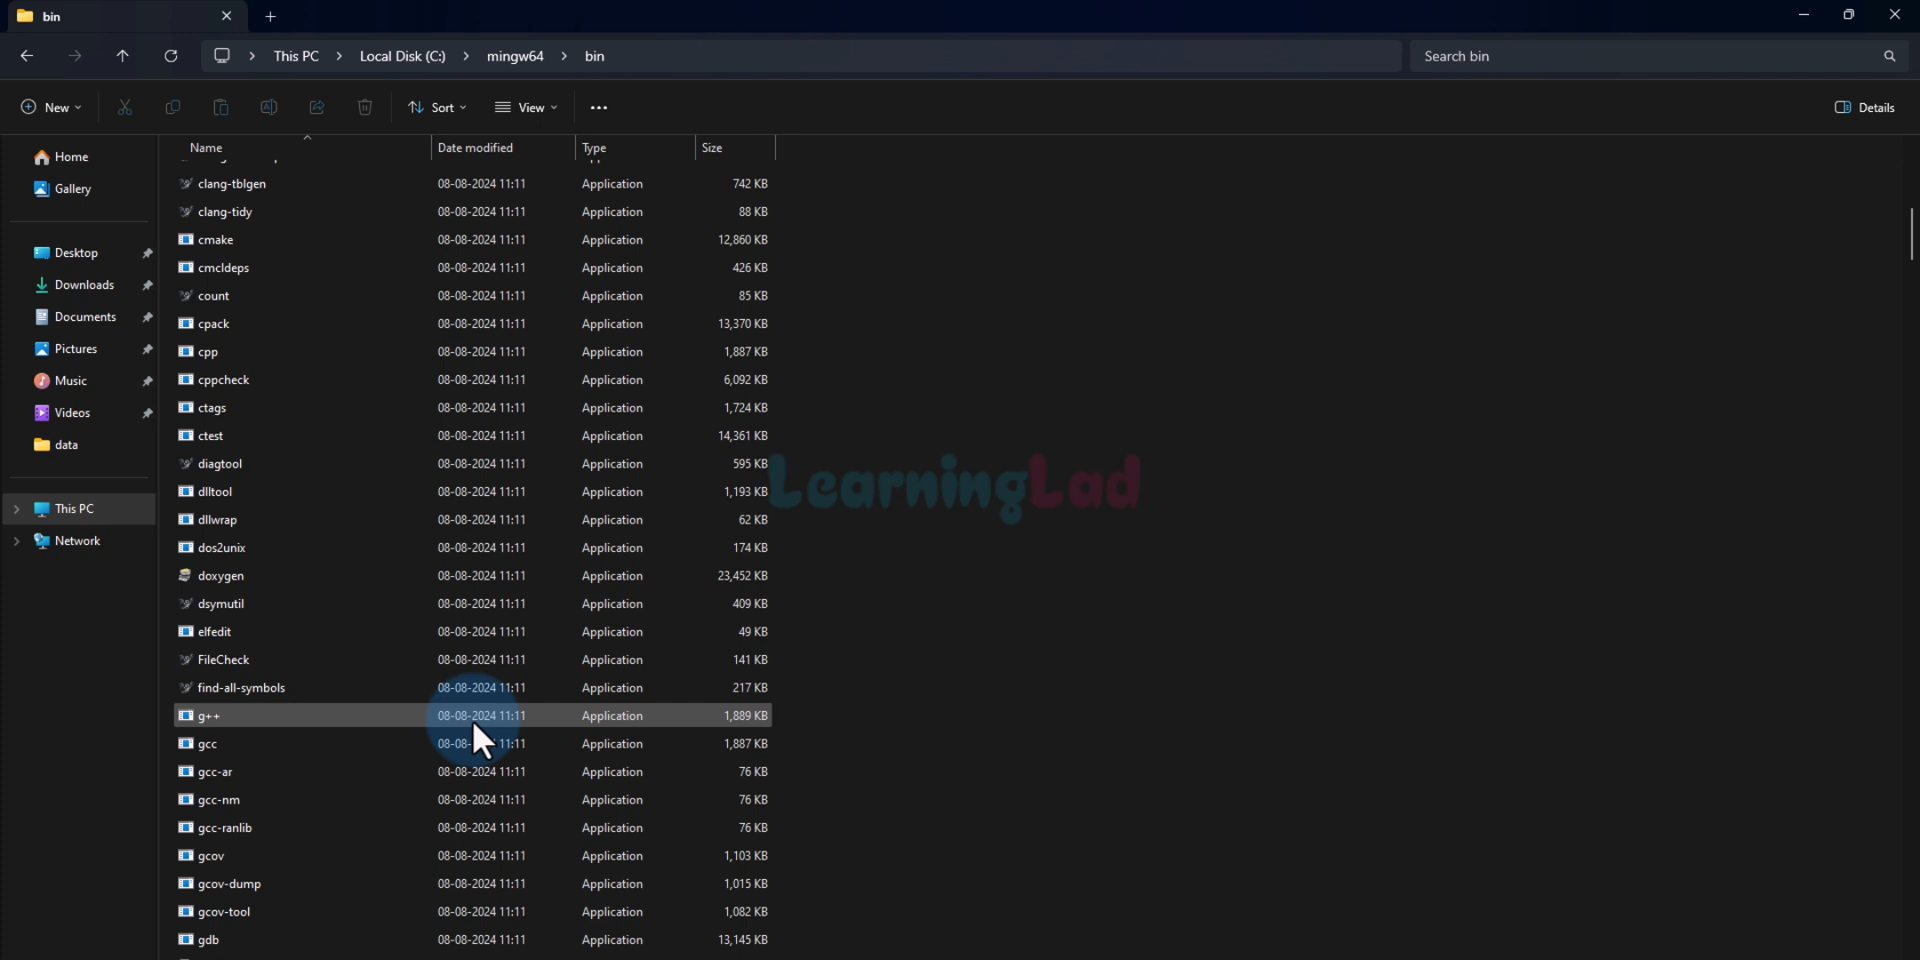 bin
This PC > Local Disk (C:) > mingw64 > bin
Search bin
New Sort View ... Details
Home
Gallery
Desktop
Downloads
Documents
Pictures
Music
Videos
data
This PC
Network
Name Date modified Type Size
clang-tblgen 08-08-2024 11:11 Application 742 KB
clang-tidy 08-08-2024 11:11 Application 88 KB
cmake 08-08-2024 11:11 Application 12,860 KB
cmcldeps 08-08-2024 11:11 Application 426 KB
count 08-08-2024 11:11 Application 85 KB
cpack 08-08-2024 11:11 Application 13,370 KB
cpp 08-08-2024 11:11 Application 1,887 KB
cppcheck 08-08-2024 11:11 Application 6,092 KB
ctags 08-08-2024 11:11 Application 1,724 KB
ctest 08-08-2024 11:11 Application 14,361 KB
diagtool 08-08-2024 11:11 Application 595 KB
dlltool 08-08-2024 11:11 Application 1,193 KB
dllwrap 08-08-2024 11:11 Application 62 KB
dos2unix 08-08-2024 11:11 Application 174 KB
doxygen 08-08-2024 11:11 Application 23,452 KB
dsymutil 08-08-2024 11:11 Application 409 KB
elfedit 08-08-2024 11:11 Application 49 KB
FileCheck 08-08-2024 11:11 Application 141 KB
find-all-symbols 08-08-2024 11:11 Application 217 KB
g++ 08-08-2024 11:11 Application 1,889 KB
gcc 08-08- 11:11 Application 1,887 KB
gcc-ar 08-08-2024 11:11 Application 76 KB
gcc-nm 08-08-2024 11:11 Application 76 KB
gcc-ranlib 08-08-2024 11:11 Application 76 KB
gcov 08-08-2024 11:11 Application 1,103 KB
gcov-dump 08-08-2024 11:11 Application 1,015 KB
gcov-tool 08-08-2024 11:11 Application 1,082 KB
gdb 08-08-2024 11:11 Application 13,145 KB
LearningLad